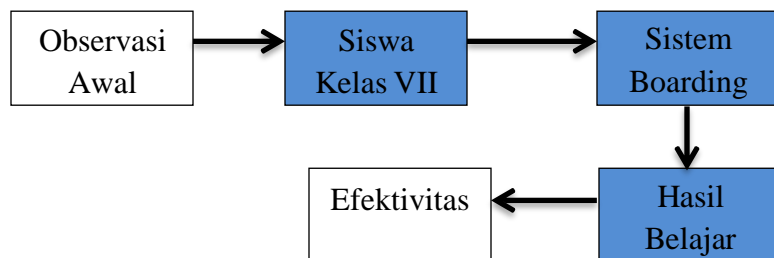 Observasi
Awal
Siswa
Kelas VII
Sistem
Boarding
Hasil
Belajar
Efektivitas